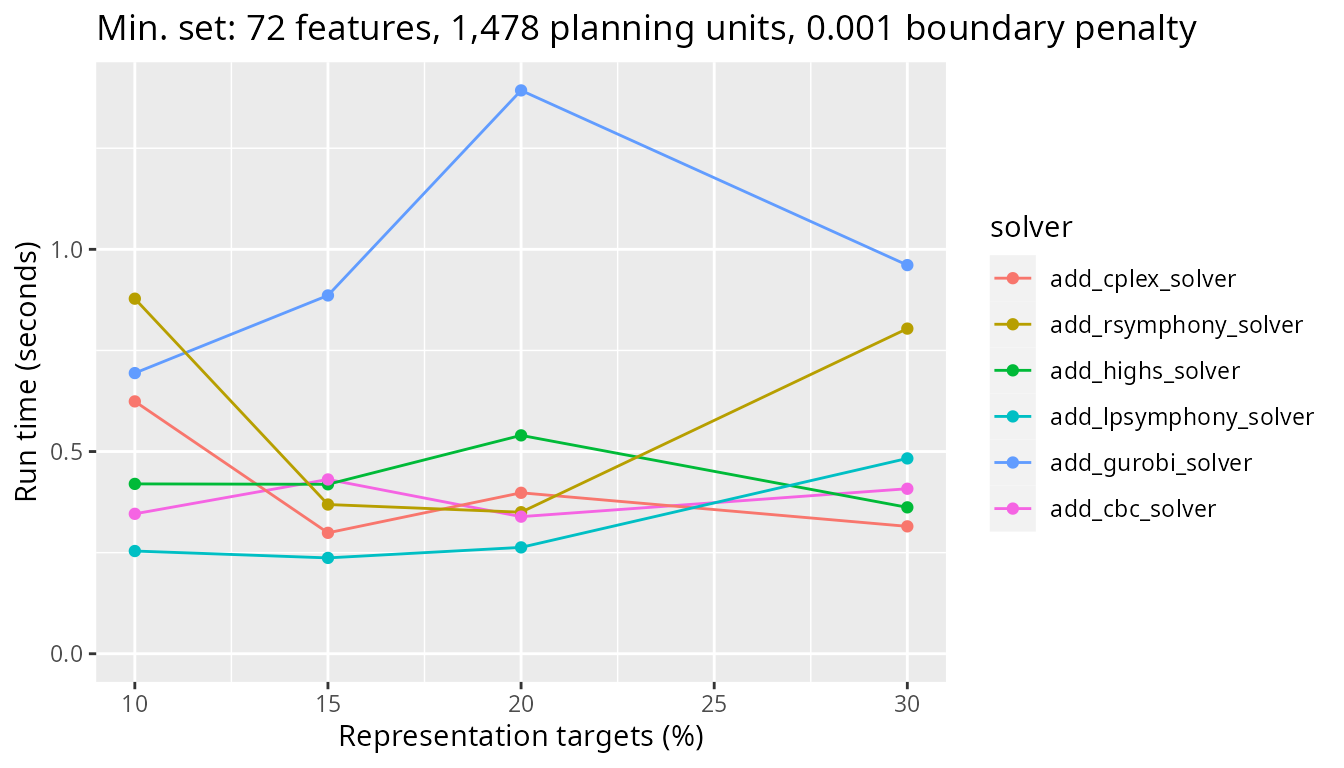 Min. set: 72 features, 1,478 planning units, 0.001 boundary penalty
Run time (seconds)
1.0
0.5
0.0
10 15 20 25 30
Representation targets (%)
solver
add_cplex_solver
add_rsymphony_solver
add_highs_solver
add_lpsymphony_solver
add_gurobi_solver
add_cbc_solver